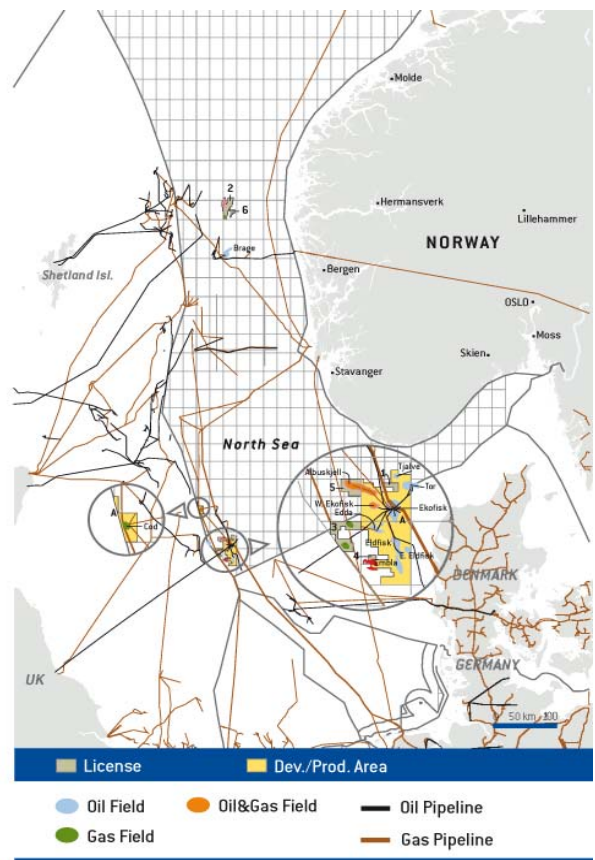 Molde
2
6
Hermansverk
Lillehammer
NORWAY
Brage
Shetland Isl.
Bergen
OSLO
Moss
Skien
Stavanger
North Sea
Albuskjell
1
Tjalve
5
Tor
W. Ekofisk
Ekofisk
Edda
A
A
Cod
3
Eldfisk
E. Eldfisk
4
Embla
DENMARK
GERMANY
UK
50 km
License
Dev./Prod. Area
Oil Field
Oil&Gas Field
Oil Pipeline
Gas Field
Gas Pipeline